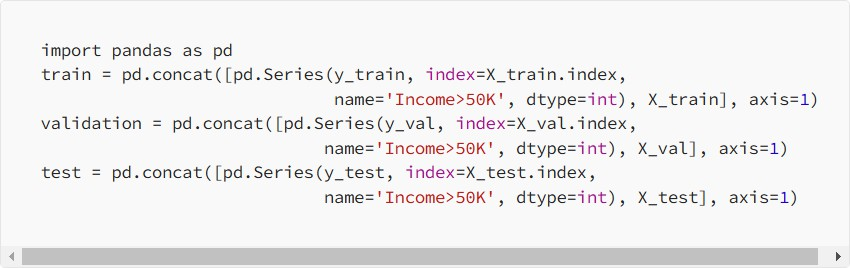 import pandas as pd
train = pd.concat([pd.Series(y_train, index=X_train.index,
                            name='Income>50K', dtype=int), X_train], axis=1)
validation = pd.concat([pd.Series(y_val, index=X_val.index,
                            name='Income>50K', dtype=int), X_val], axis=1)
test = pd.concat([pd.Series(y_test, index=X_test.index,
                            name='Income>50K', dtype=int), X_test], axis=1)